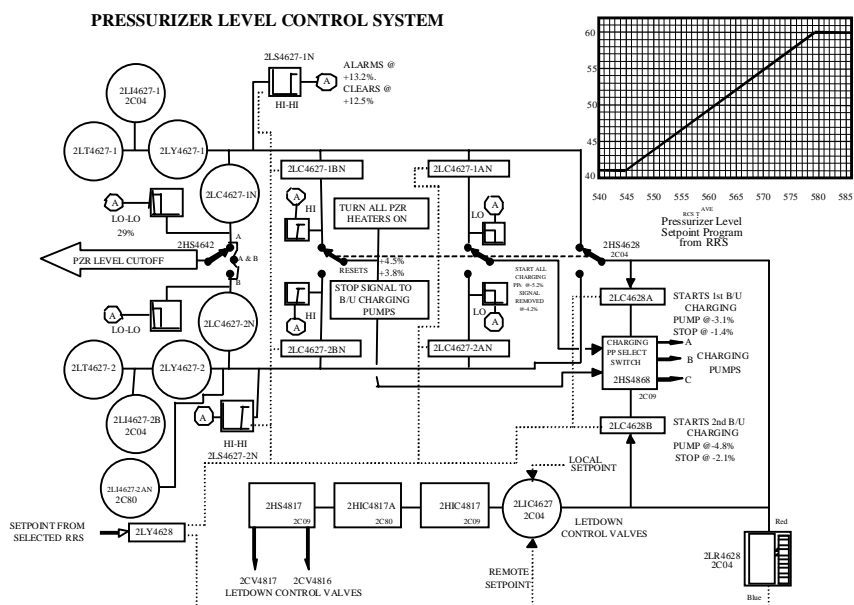 PRESSURIZER LEVEL CONTROL SYSTEM
2LS4627-1N
A
HI-HI
ALARMS @
+13.2%.
CLEARS @
+12.5%
2LI4627-1
2C04
2LT4627-1
2LY4627-1
2LC4627-1N
2LC4627-1BN
2LC4627-1AN
A
LO-LO
29%
A
HI
TURN ALL PZR
HEATERS ON
A
LO
60
55
50
45
40
540
545
560
565
570
575
585
RCS T AVE
Pressurizer Level
Setpoint Program
from RRS
2HS4642
A
A & B
B
PZR LEVEL CUTOFF
RESETS
+4.5%
+3.8%
2HS4628
2C04
START ALL
CHARGING
PPs @-5.2%
SIGNAL
REMOVED
@-4.2%
STOP SIGNAL TO
B/U CHARGING
PUMPS
A
LO-LO
A
HI
LO
A
2LC4627-2N
2LC4627-2BN
2LC4627-2AN
2LC4628A
STARTS 1st B/U
CHARGING
PUMP @-3.1%
STOP @ -1.4%
CHARGING
PP SELECT
SWITCH
2HS4868
2C09
A
B
C
CHARGING
PUMPS
2LT4627-2
2LY4627-2
2LI4627-2B
2C04
A
HI-HI
2LS4627-2N
2LC4628B
STARTS 2nd B/U
CHARGING
PUMP @-4.8%
STOP @ -2.1%
2LI4627-2AN
2C80
LOCAL
SETPOINT
SETPOINT FROM
SELECTED RRS
2LY4628
2HS4817
2C09
2HIC4817A
2C80
2HIC4817
2C09
2LIC4627
2C04
LETDOWN
CONTROL VALVES
Red
2LR4628
2C04
Blue
2CV4817
2CV4816
LETDOWN CONTROL VALVES
REMOTE
SETPOINT